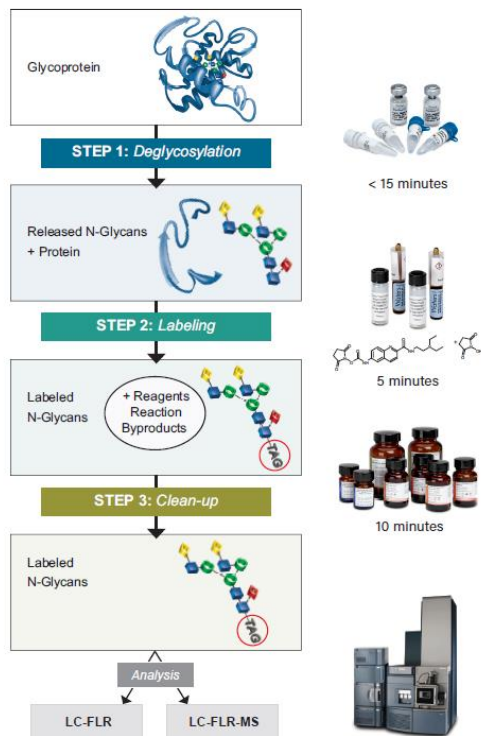 Glycoprotein
STEP 1: Deglycosylation
< 15 minutes
Released N-Glycans
+ Protein
STEP 2: Labeling
5 minutes
Labeled
N-Glycans
+ Reagents
Reaction
Byproducts
TAG
STEP 3: Clean-up
10 minutes
Labeled
N-Glycans
TAG
Analysis
LC-FLR
LC-FLR-MS